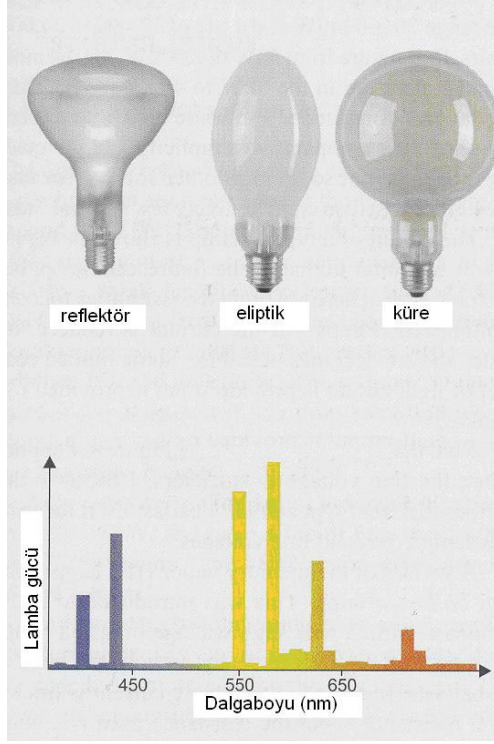 reflektör
eliptik
küre
Lamba gücü
450
550
650
Dalgaboyu (nm)